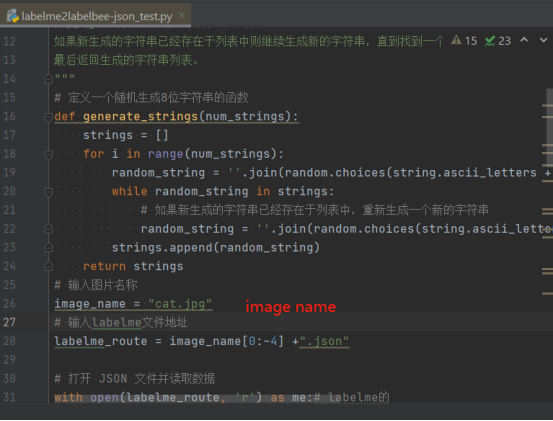 labelme2labelbee-json_test.py
12 如果新生成的字符串已经存在于列表中则继续生成新的字符串，直到找到一个 15 23
13 最后返回生成的字符串列表。
14 """
15 # 定义一个随机生成8位字符串的函数
16 def generate_strings(num_strings):
17 strings = []
18 for i in range(num_strings):
19 random_string = ''.join(random.choices(string.ascii_letters +
20 while random_string in strings:
21 # 如果新生成的字符串已经存在于列表中，重新生成一个新的字符串
22 random_string = ''.join(random.choices(string.ascii_lette
23 strings.append(random_string)
24 return strings
25 # 输入图片名称
26 image_name = "cat.jpg" image name
27 # 输入labelme文件地址
28 labelme_route = image_name[0:-4] +".json"
29
30 # 打开 JSON 文件并读取数据
31 with open(labelme_route, 'r') as me:# labelme的